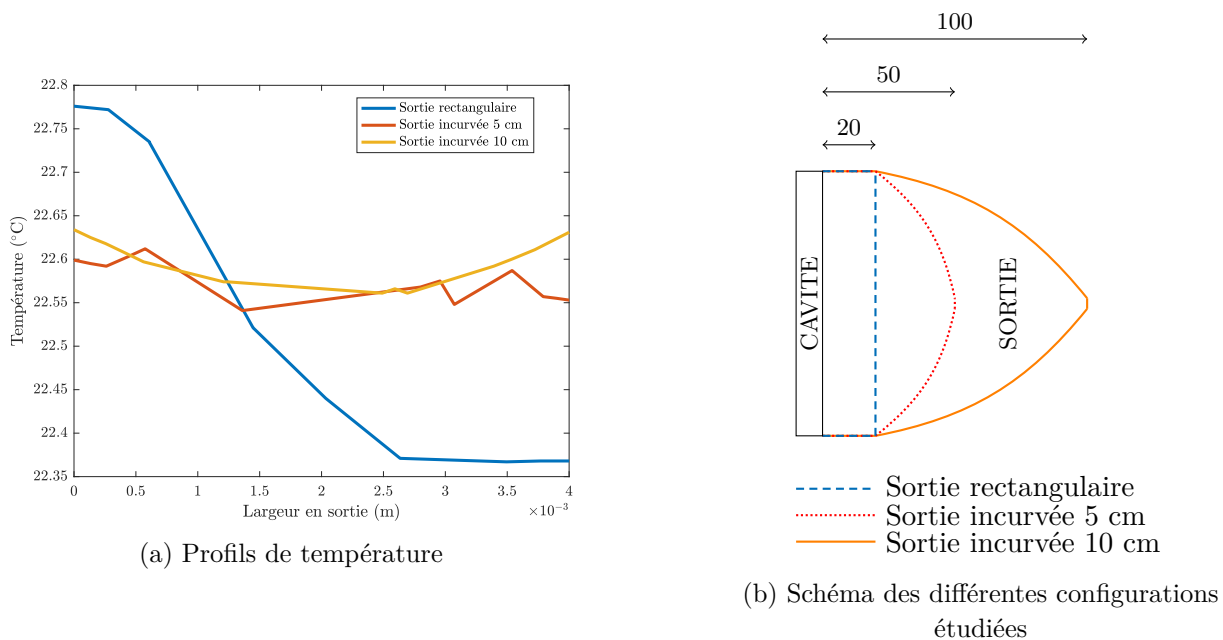 22.8
22.75
22.7
22.65
22.6
22.55
22.5
22.45
22.4
22.35
Température (°C)
0 0.5 1 1.5 2 2.5 3 3.5 4
×10⁻³
Largeur en sortie (m)
Sortie rectangulaire
Sortie incurvée 5 cm
Sortie incurvée 10 cm
(a) Profils de température
100
50
20
CAVITE
SORTIE
Sortie rectangulaire
Sortie incurvée 5 cm
Sortie incurvée 10 cm
(b) Schéma des différentes configurations
étudiées